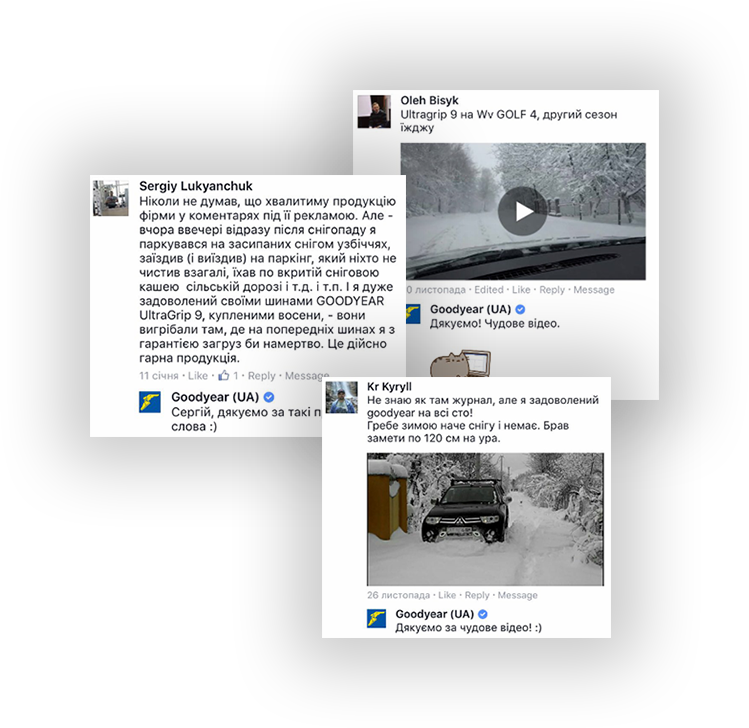 Oleh Bisyk
Ultragrip 9 на Wv GOLF 4, другий сезон
їжджу
0 листопада · Edited · Like · Reply · Message
Goodyear (UA)
Дякуємо! Чудове відео.
Sergiy Lukyanchuk
Ніколи не думав, що хвалитиму продукцію
фірми у коментарях під її рекламою. Але -
вчора ввечері відразу після снігопаду я
паркувався на засипаних снігом узбіччях,
заїздив (і виїздив) на паркінг, який ніхто не
чистив взагалі, їхав по вкритій сніговою
кашею сільській дорозі і т.д. і т.п. І я дуже
задоволений своїми шинами GOODYEAR
UltraGrip 9, купленими восени, - вони
вигрібали там, де на попередніх шинах я з
гарантією загруз би намертво. Це дійсно
гарна продукція.
11 січня · Like · 1 · Reply · Message
Goodyear (UA)
Сергій, дякуємо за такі п
слова :)
Kr Kyryll
Не знаю як там журнал, але я задоволений
goodyear на всі сто!
Гребе зимою наче снігу і немає. Брав
замети по 120 см на ура.
26 листопада · Like · Reply · Message
Goodyear (UA)
Дякуємо за чудове відео! :)